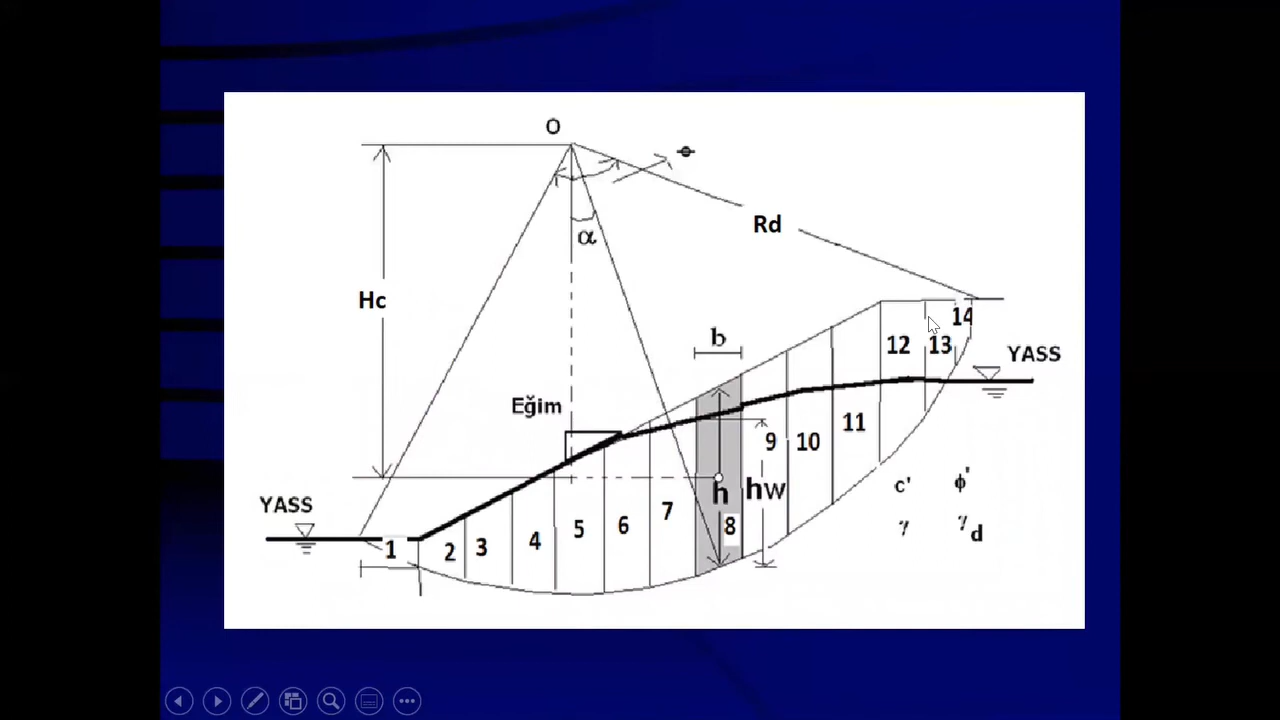 O
ϕ
α
Rd
Hc
b
12
13
14
YASS
Eğim
9
10
11
YASS
h
hw
c'
ϕ'
γ
γd
1
2
3
4
5
6
7
8